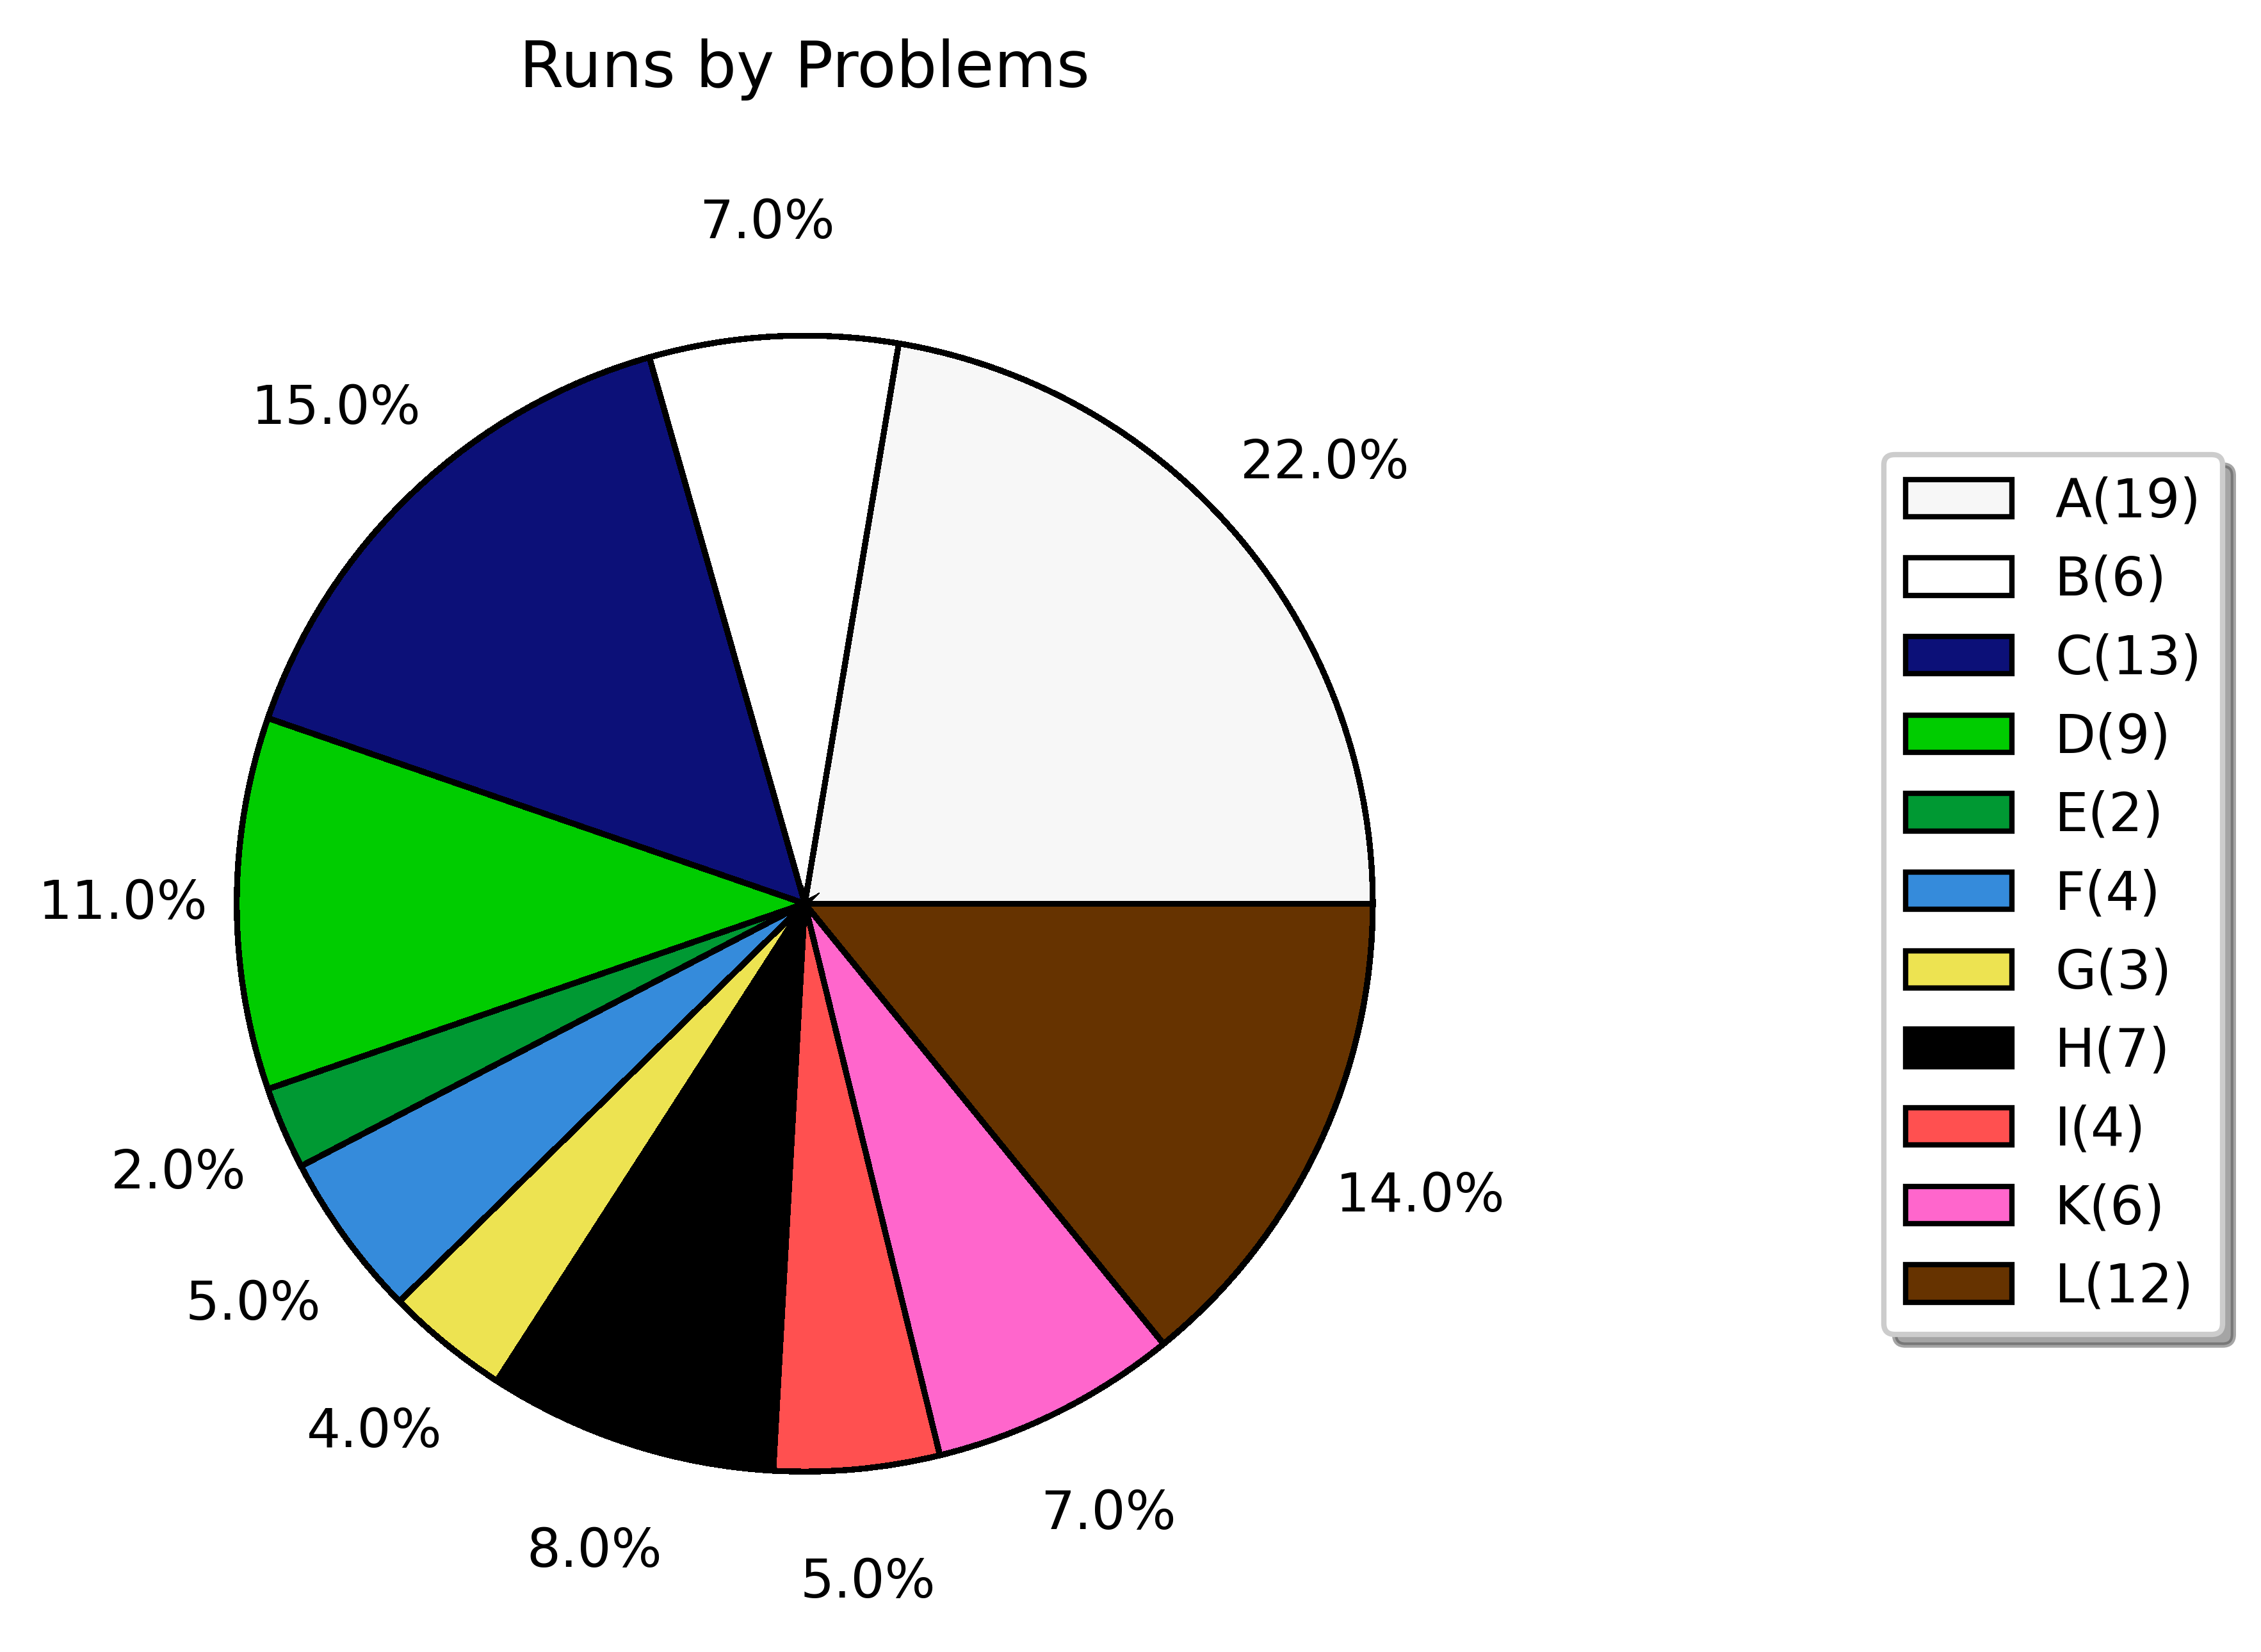 Runs by Problems
7.0%
15.0%
22.0%
11.0%
2.0%
14.0%
5.0%
4.0%
7.0%
8.0%
5.0%
A(19)
B(6)
C(13)
D(9)
E(2)
F(4)
G(3)
H(7)
I(4)
K(6)
L(12)